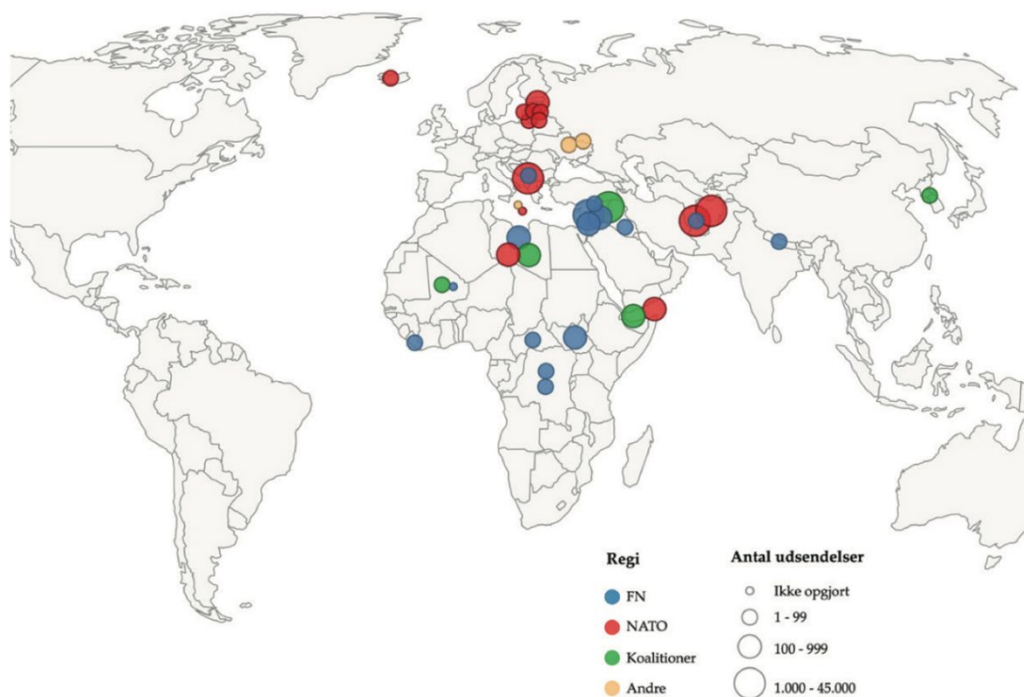 Regi
FN
NATO
Koalitioner
Andre
Antal udsendelser
Ikke opgjort
1 - 99
100 - 999
1.000 - 45.000